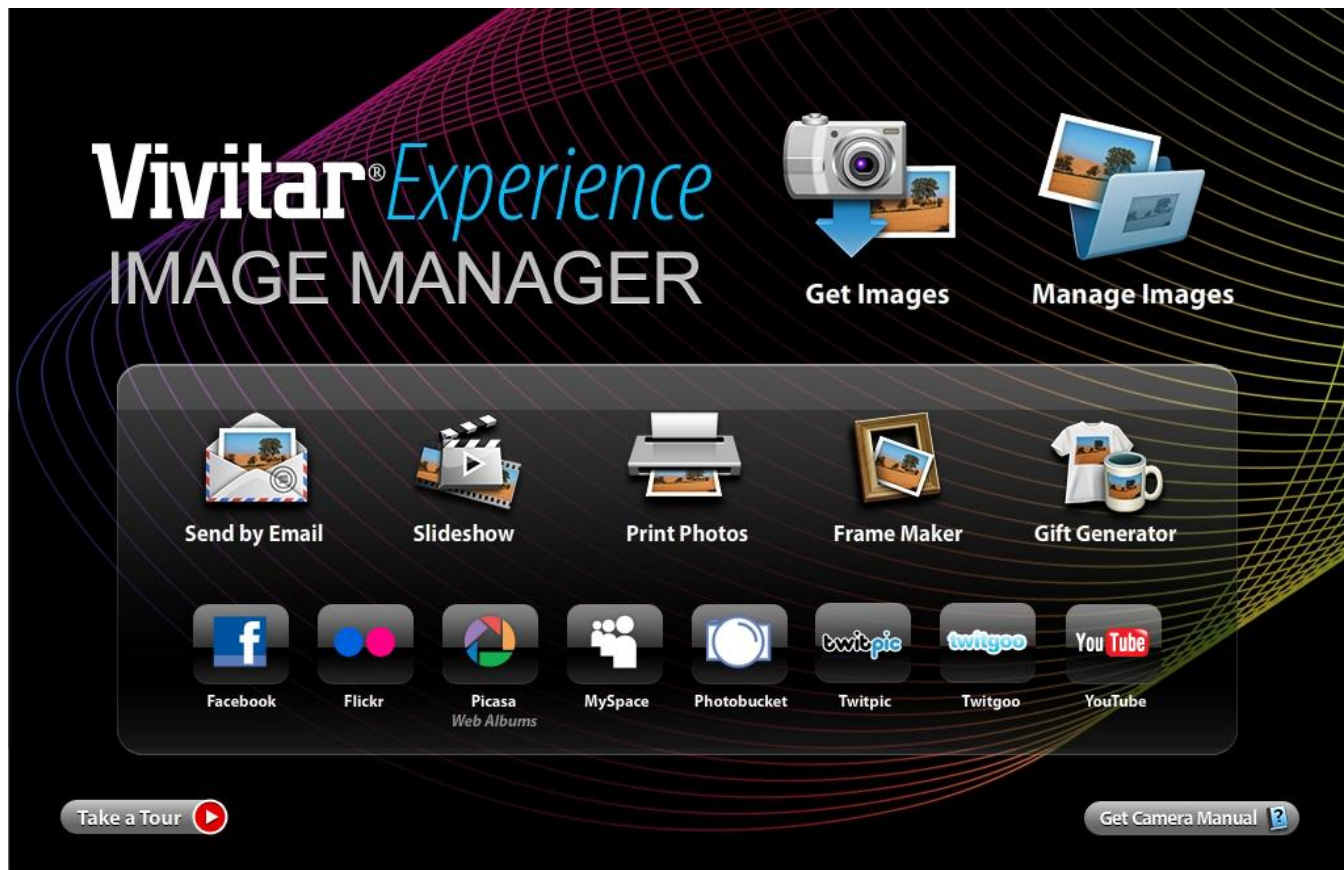 Vivitar® Experience
IMAGE MANAGER
Get Images
Manage Images
Send by Email
Slideshow
Print Photos
Frame Maker
Gift Generator
twitpic
twitgoo
You Tube
Facebook
Flickr
Picasa
Web Albums
MySpace
Photobucket
Twitpic
Twitgoo
YouTube
Take a Tour
Get Camera Manual